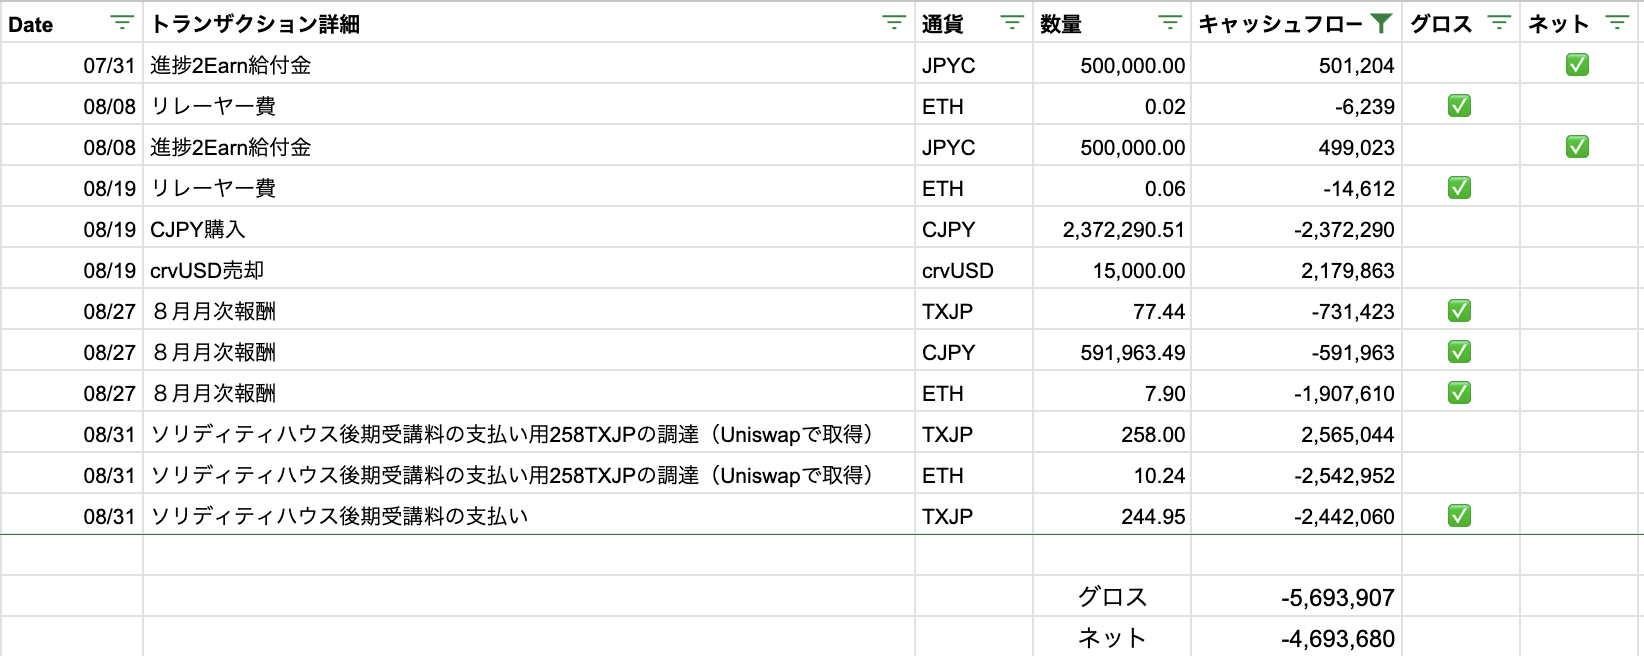 Date トランザクション詳細 通貨 数量 キャッシュフロー グロス ネット
07/31 進捗2Earn給付金 JPYC 500,000.00 501,204 ✅
08/08 リレーヤー費 ETH 0.02 -6,239 ✅
08/08 進捗2Earn給付金 JPYC 500,000.00 499,023 ✅
08/19 リレーヤー費 ETH 0.06 -14,612 ✅
08/19 CJPY購入 CJPY 2,372,290.51 -2,372,290
08/19 crvUSD売却 crvUSD 15,000.00 2,179,863
08/27 ８月月次報酬 TXJP 77.44 -731,423 ✅
08/27 ８月月次報酬 CJPY 591,963.49 -591,963 ✅
08/27 ８月月次報酬 ETH 7.90 -1,907,610 ✅
08/31 ソリディティハウス後期受講料の支払い用258TXJPの調達（Uniswapで取得） TXJP 258.00 2,565,044
08/31 ソリディティハウス後期受講料の支払い用258TXJPの調達（Uniswapで取得） ETH 10.24 -2,542,952
08/31 ソリディティハウス後期受講料の支払い TXJP 244.95 -2,442,060 ✅
グロス -5,693,907
ネット -4,693,680